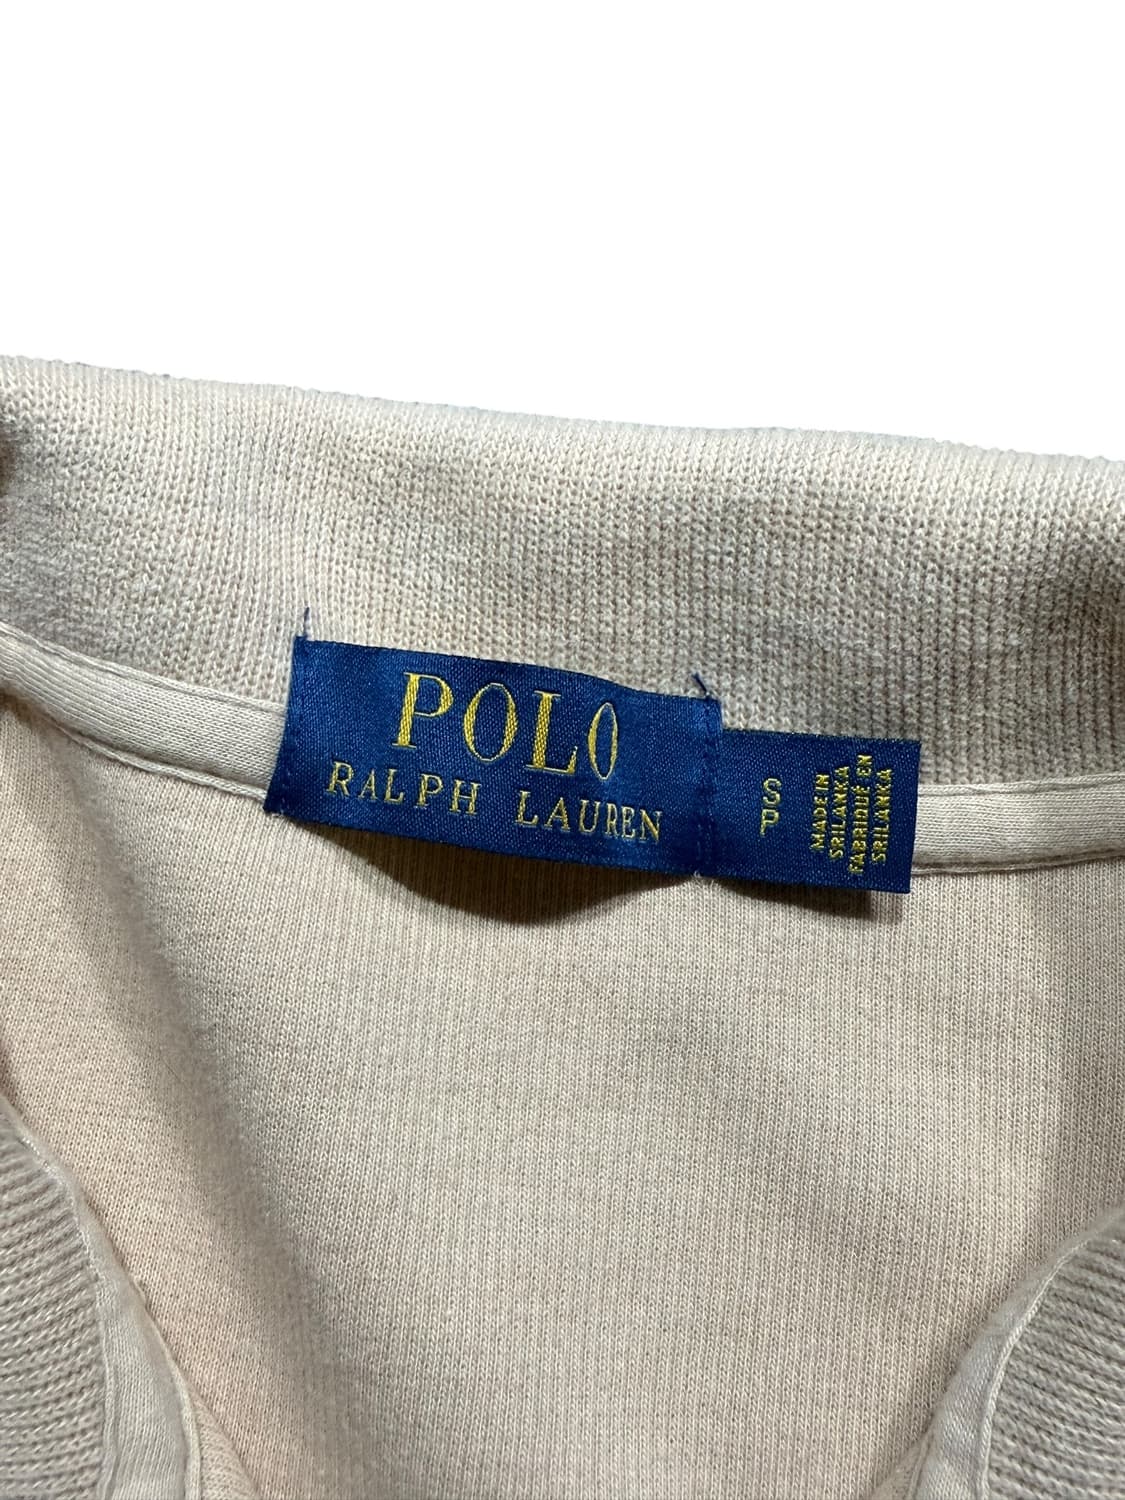 POLO
RALPH LAUREN
S
P
MADE IN
SRILANKA
FABRIQUÉ EN
SRILANKA